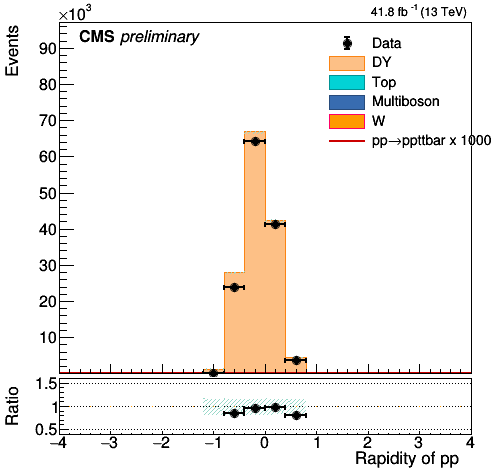 ×10³
41.8 fb⁻¹ (13 TeV)
CMS preliminary
Events
90
80
70
60
50
40
30
20
10
Data
DY
Top
Multiboson
W
pp→ppttbar x 1000
Ratio
1.5
1
0.5
−4 −3 −2 −1 0 1 2 3 4
Rapidity of pp